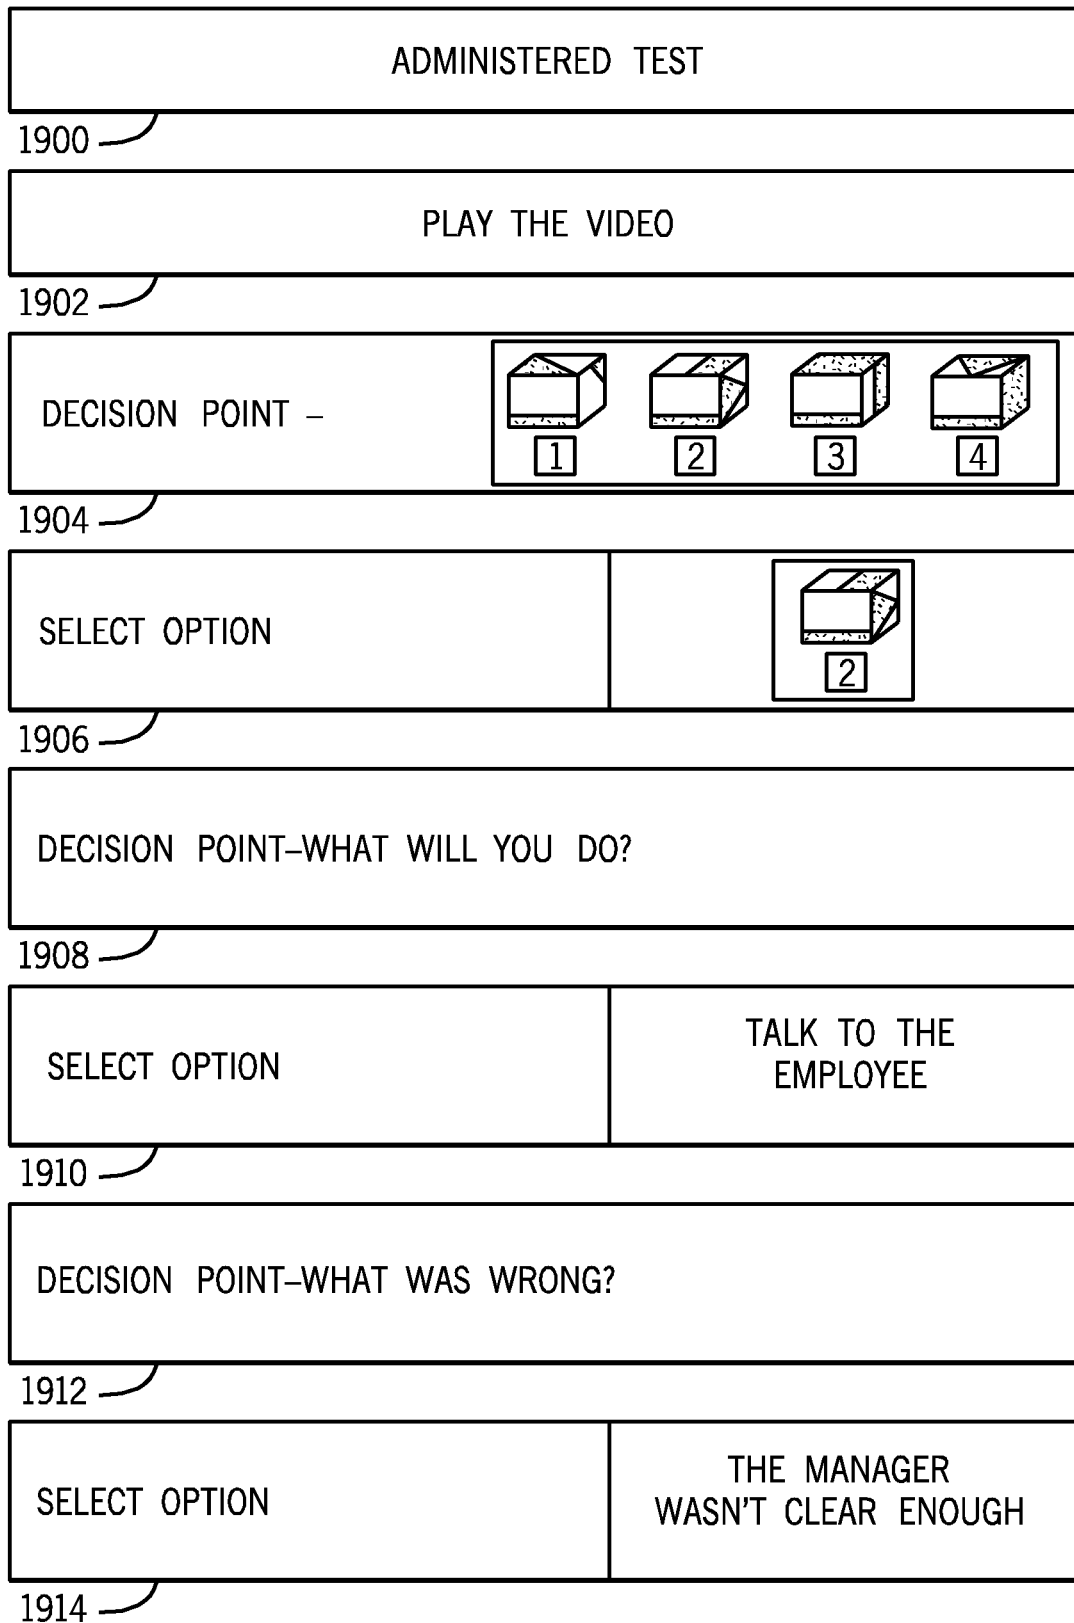 ADMINISTERED TEST
1900
PLAY THE VIDEO
1902
DECISION POINT –
1 2 3 4
1904
SELECT OPTION
2
1906
DECISION POINT–WHAT WILL YOU DO?
1908
SELECT OPTION
TALK TO THE
EMPLOYEE
1910
DECISION POINT–WHAT WAS WRONG?
1912
SELECT OPTION
THE MANAGER
WASN'T CLEAR ENOUGH
1914